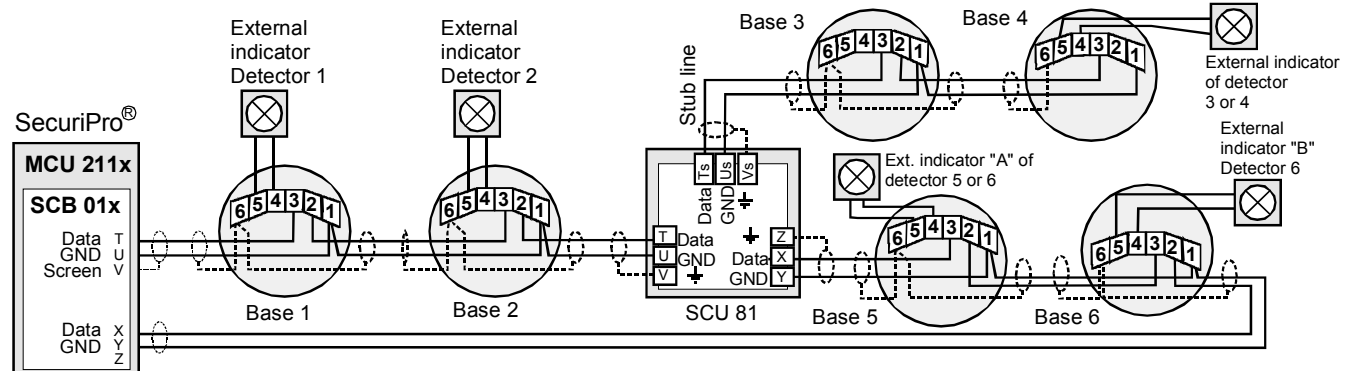 External
indicator
Detector 1
External
indicator
Detector 2
Base 3
6 5 4 3 2 1
Base 4
6 5 4 3 2 1
External indicator
of detector
3 or 4
Stub line
SecuriPro®
MCU 211x
SCB 01x
Data T
GND U
Screen V
Data X
GND Y
Z
6 5 4 3 2 1
Base 1
6 5 4 3 2 1
Base 2
Ts Us Vs
Data
GND
T Data
U GND
V
Z
Data X
GND Y
SCU 81
Ext. indicator "A" of
detector 5 or 6
6 5 4 3 2 1
Base 5
External
indicator "B"
Detector 6
6 5 4 3 2 1
Base 6